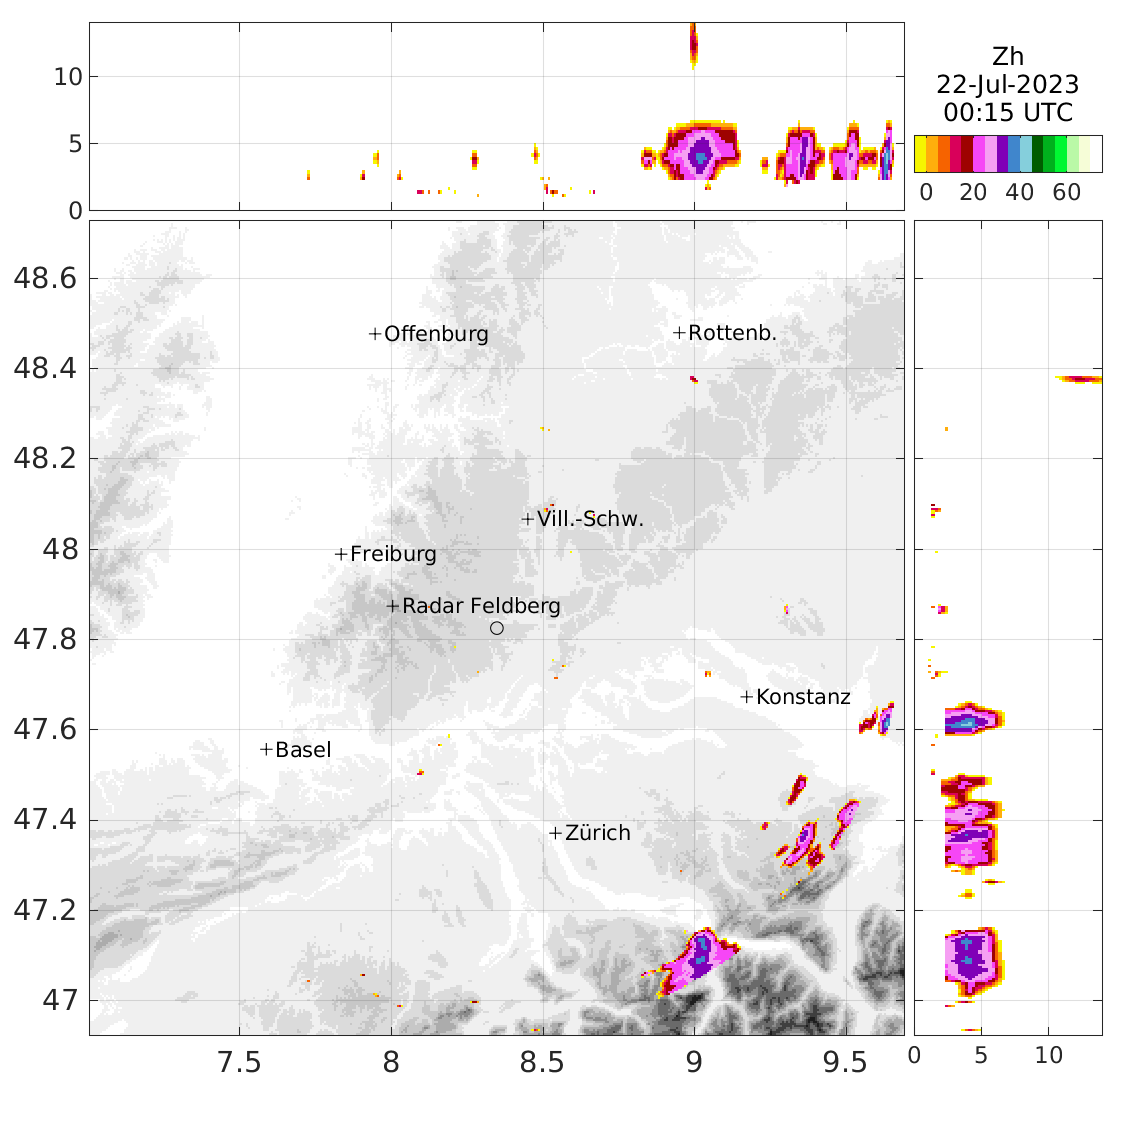 10
5
0
Zh
22-Jul-2023
00:15 UTC
0 20 40 60
48.6
48.4
48.2
48
47.8
47.6
47.4
47.2
47
Offenburg
Rottenb.
Vill.-Schw.
Freiburg
Radar Feldberg
Konstanz
Basel
Zürich
7.5 8 8.5 9 9.5
0 5 10